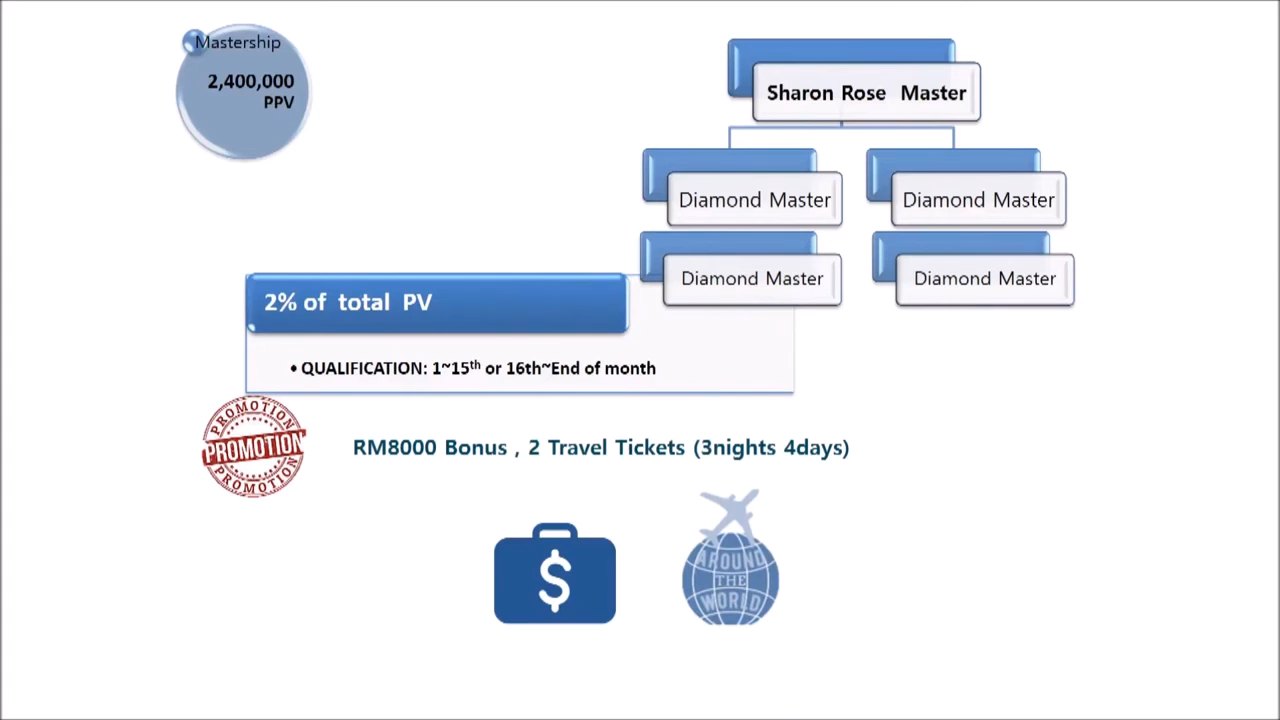 Mastership
2,400,000
PPV
Sharon Rose Master
Diamond Master
Diamond Master
Diamond Master
Diamond Master
2% of total PV
• QUALIFICATION: 1~15th or 16th~End of month
PROMOTION
PROMOTION
PROMOTION
RM8000 Bonus , 2 Travel Tickets (3nights 4days)
$
AROUND
THE
WORLD